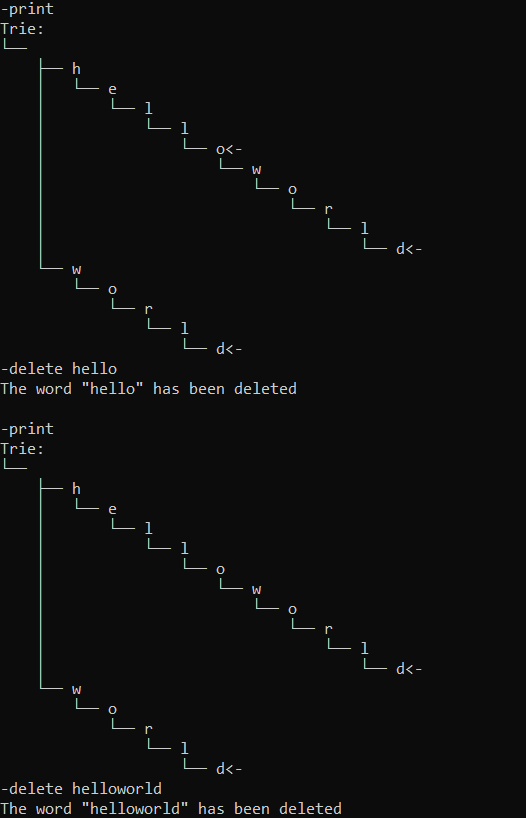 -print
Trie:
└──
    ├── h
    │   └── e
    │       └── l
    │           └── l
    │               └── o<-
    │                   └── w
    │                       └── o
    │                           └── r
    │                               └── l
    │                                   └── d<-
    └── w
        └── o
            └── r
                └── l
                    └── d<-
-delete hello
The word "hello" has been deleted

-print
Trie:
└──
    ├── h
    │   └── e
    │       └── l
    │           └── l
    │               └── o
    │                   └── w
    │                       └── o
    │                           └── r
    │                               └── l
    │                                   └── d<-
    └── w
        └── o
            └── r
                └── l
                    └── d<-
-delete helloworld
The word "helloworld" has been deleted